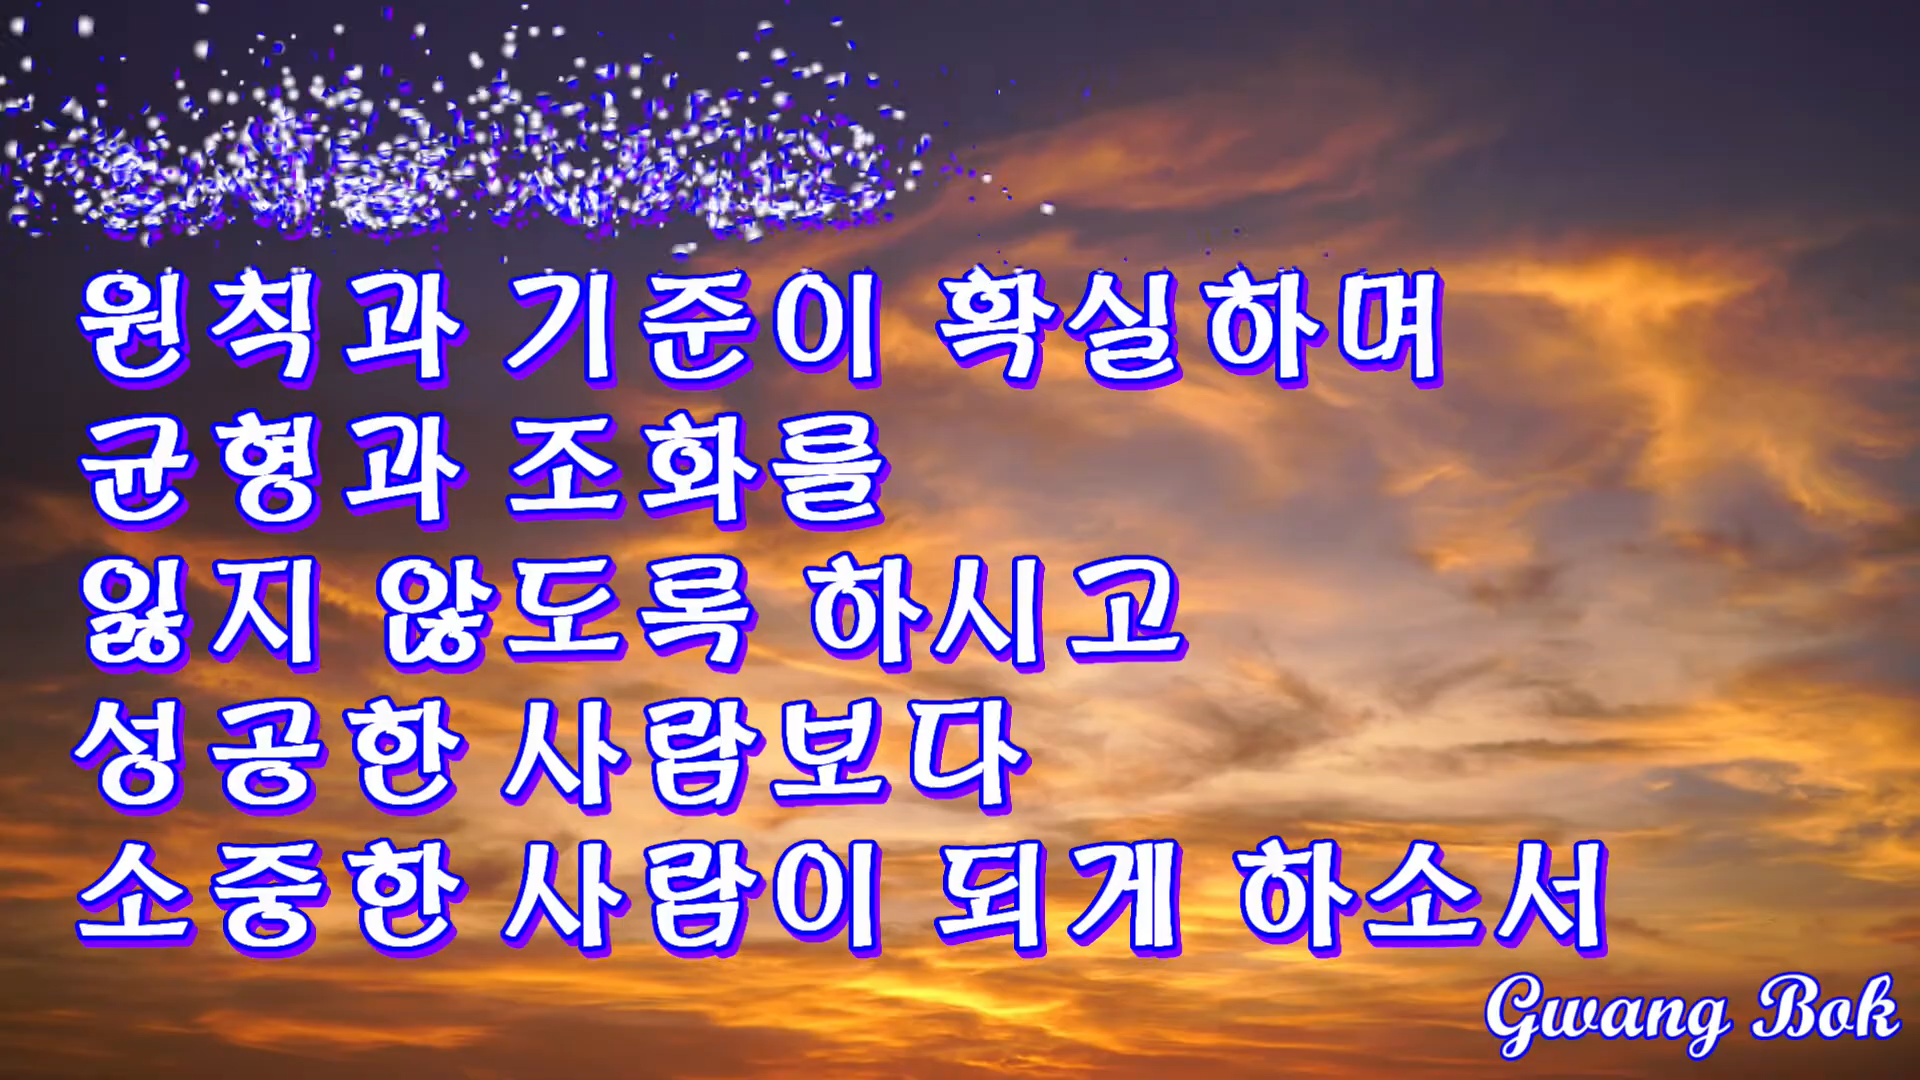 원칙과 기준이 확실하며
균형과 조화를
잃지 않도록 하시고
성공한 사람보다
소중한 사람이 되게 하소서
Gwang Bok